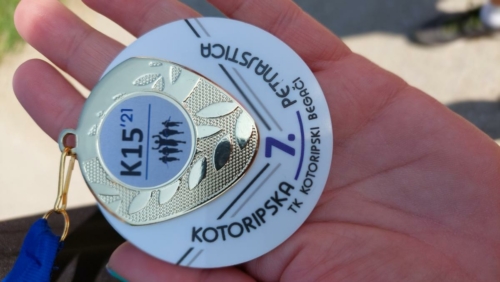 K15'21
7.
KOTORIPSKA
PETNAJSTICA
TK KOTORIPSKI BEGAČI